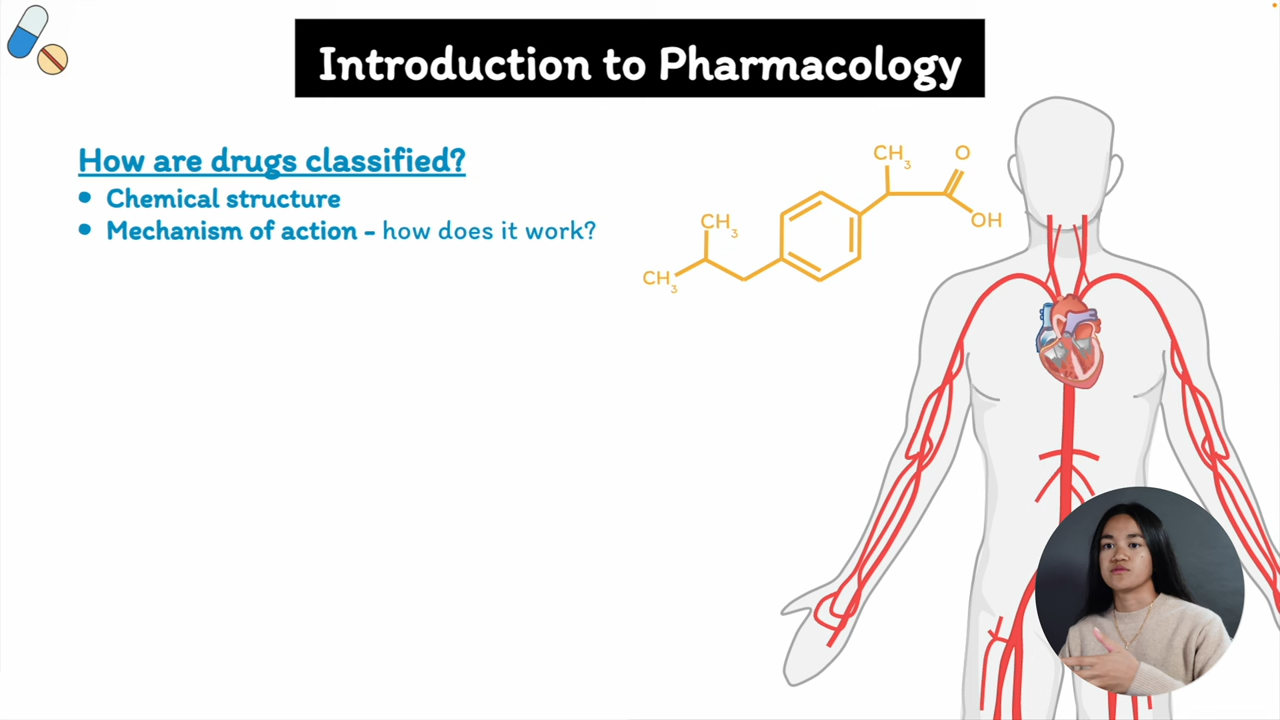 Introduction to Pharmacology
How are drugs classified?
• Chemical structure
• Mechanism of action - how does it work?
CH₃
O
OH
CH₃
CH₃